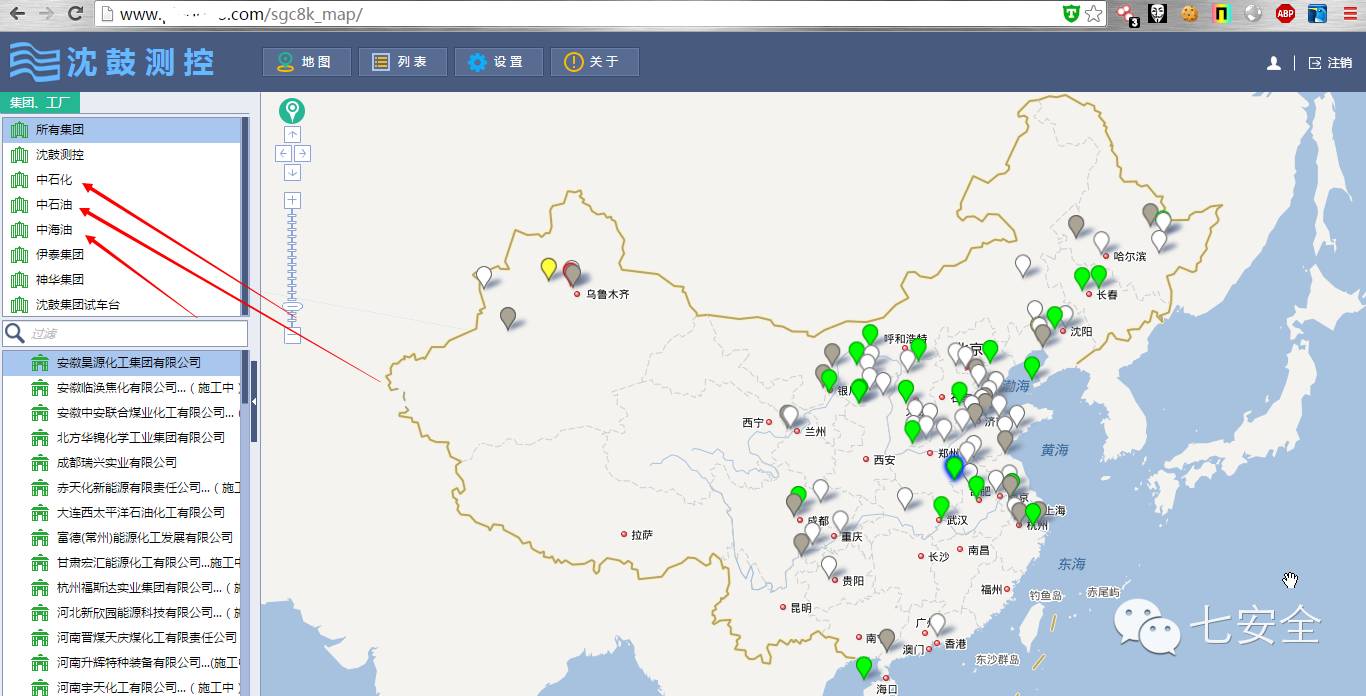 /sgc8k_map/
3
ABP
沈鼓测控
地图
列表
设置
关于
注销
集团、工厂
所有集团
沈鼓测控
中石化
中石油
中海油
伊泰集团
神华集团
沈鼓集团试车台
过滤
安徽昊源化工集团有限公司
安徽临涣焦化有限公司...（施工中
安徽中安联合煤业化工有限公司...
北方华锦化学工业集团有限公司
成都瑞兴实业有限公司
赤天化新能源有限责任公司...（施工
大连西太平洋石油化工有限公司
富德(常州)能源化工发展有限公司
甘肃宏汇能源化工有限公司...施工中
杭州福斯达实业集团有限公司...（施
河北新欣园能源科技有限公司...（施
河南晋煤天庆煤化工有限责任公司
河南升辉特种装备有限公司...(施工中
河南宇天化工有限公司...（施工中
哈尔滨
长春
乌鲁木齐
沈阳
呼和浩特
北京
渤海
银川
西宁
兰州
黄海
西安
郑州
合肥
上海
杭州
成都
武汉
重庆
拉萨
长沙
南昌
东海
贵阳
福州
钓鱼岛
赤尾屿
昆明
香港
澳门
东沙群岛
海口
七安全